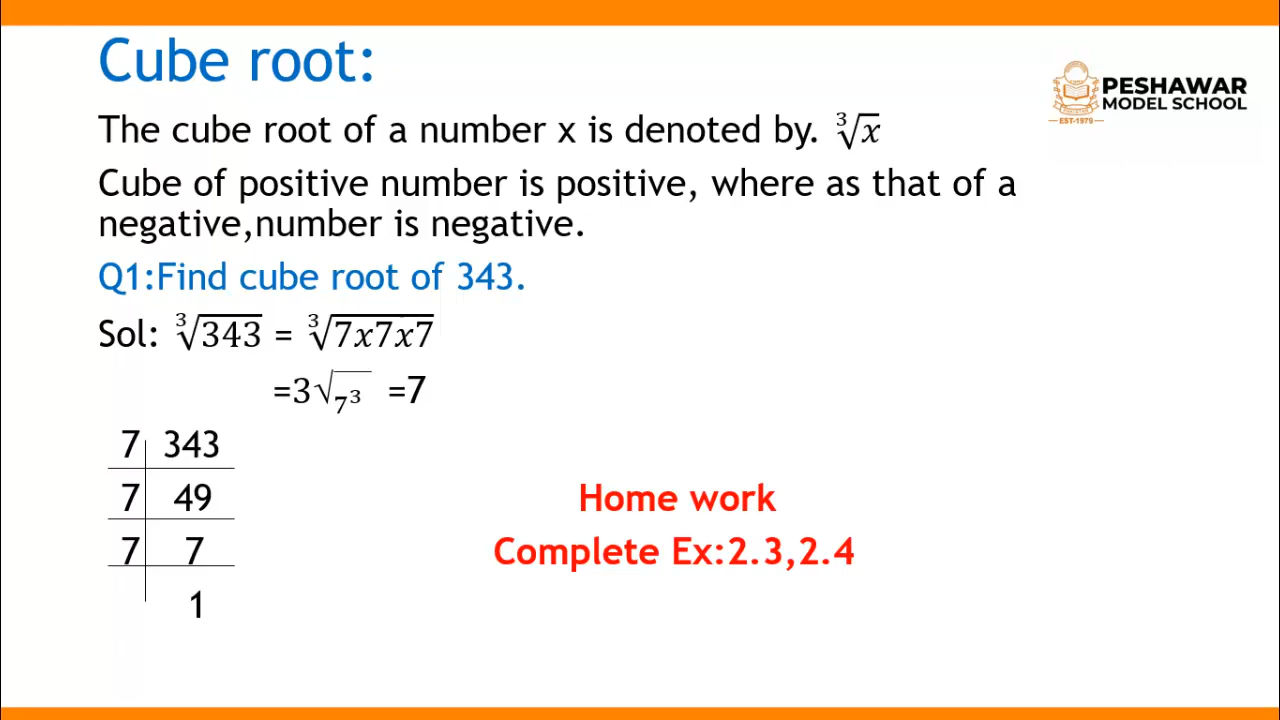 Cube root:
PESHAWAR
MODEL SCHOOL
EST-1979
The cube root of a number x is denoted by. ∛x
Cube of positive number is positive, where as that of a
negative,number is negative.
Q1:Find cube root of 343.
Sol: ∛343 = ∛7x7x7
=3√7³ =7
7 343
7 49
7 7
1
Home work
Complete Ex:2.3,2.4